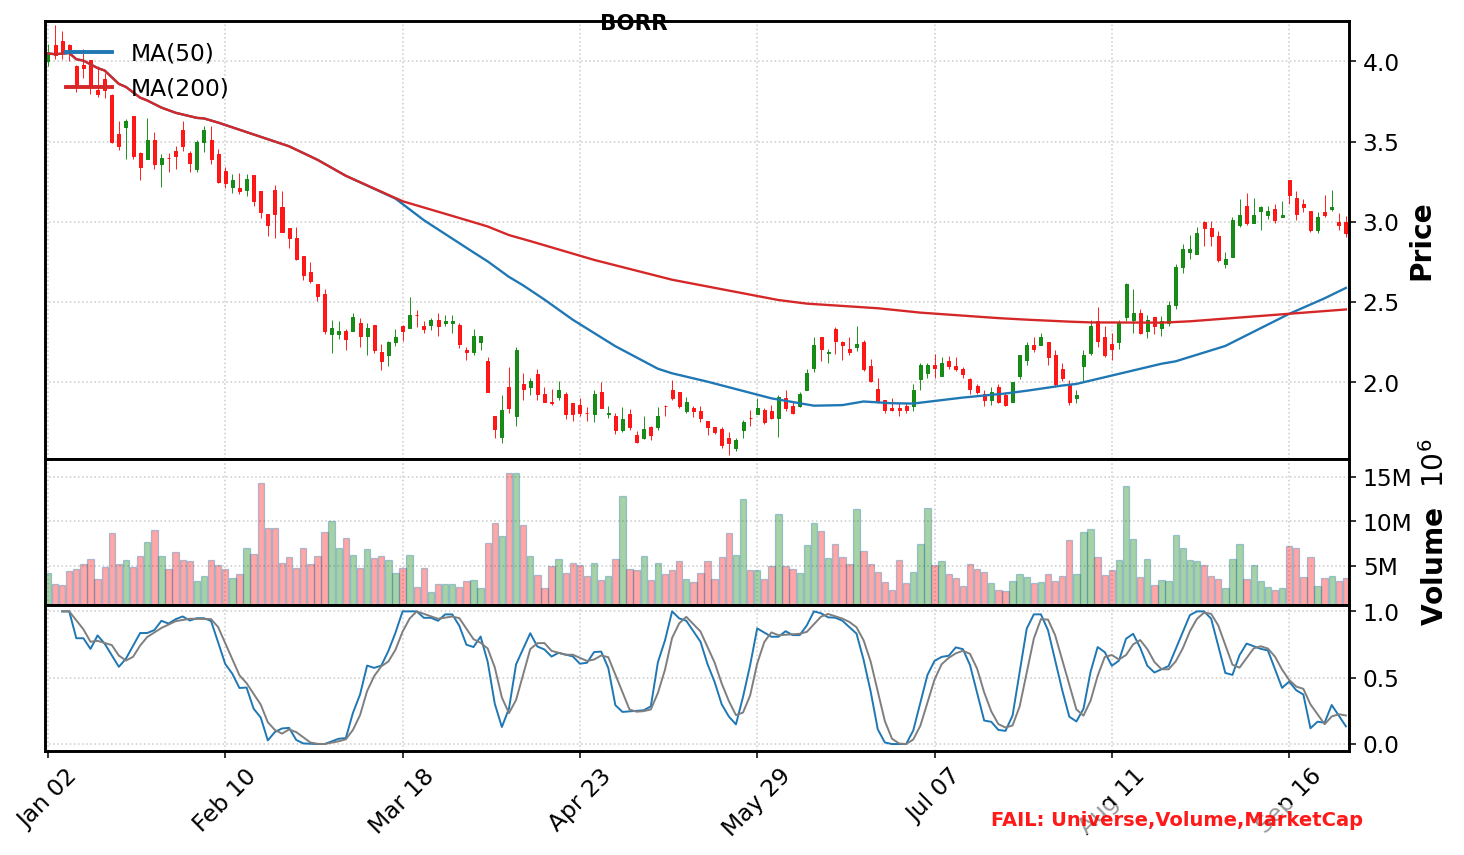 BORR
MA(50)
MA(200)
4.0
3.5
3.0
2.5
2.0
Price
15M
10M
5M
Volume 10^6
1.0
0.5
0.0
Jan 02
Feb 10
Mar 18
Apr 23
May 29
Jul 07
Aug 11
Sep 16
FAIL: Universe,Volume,MarketCap